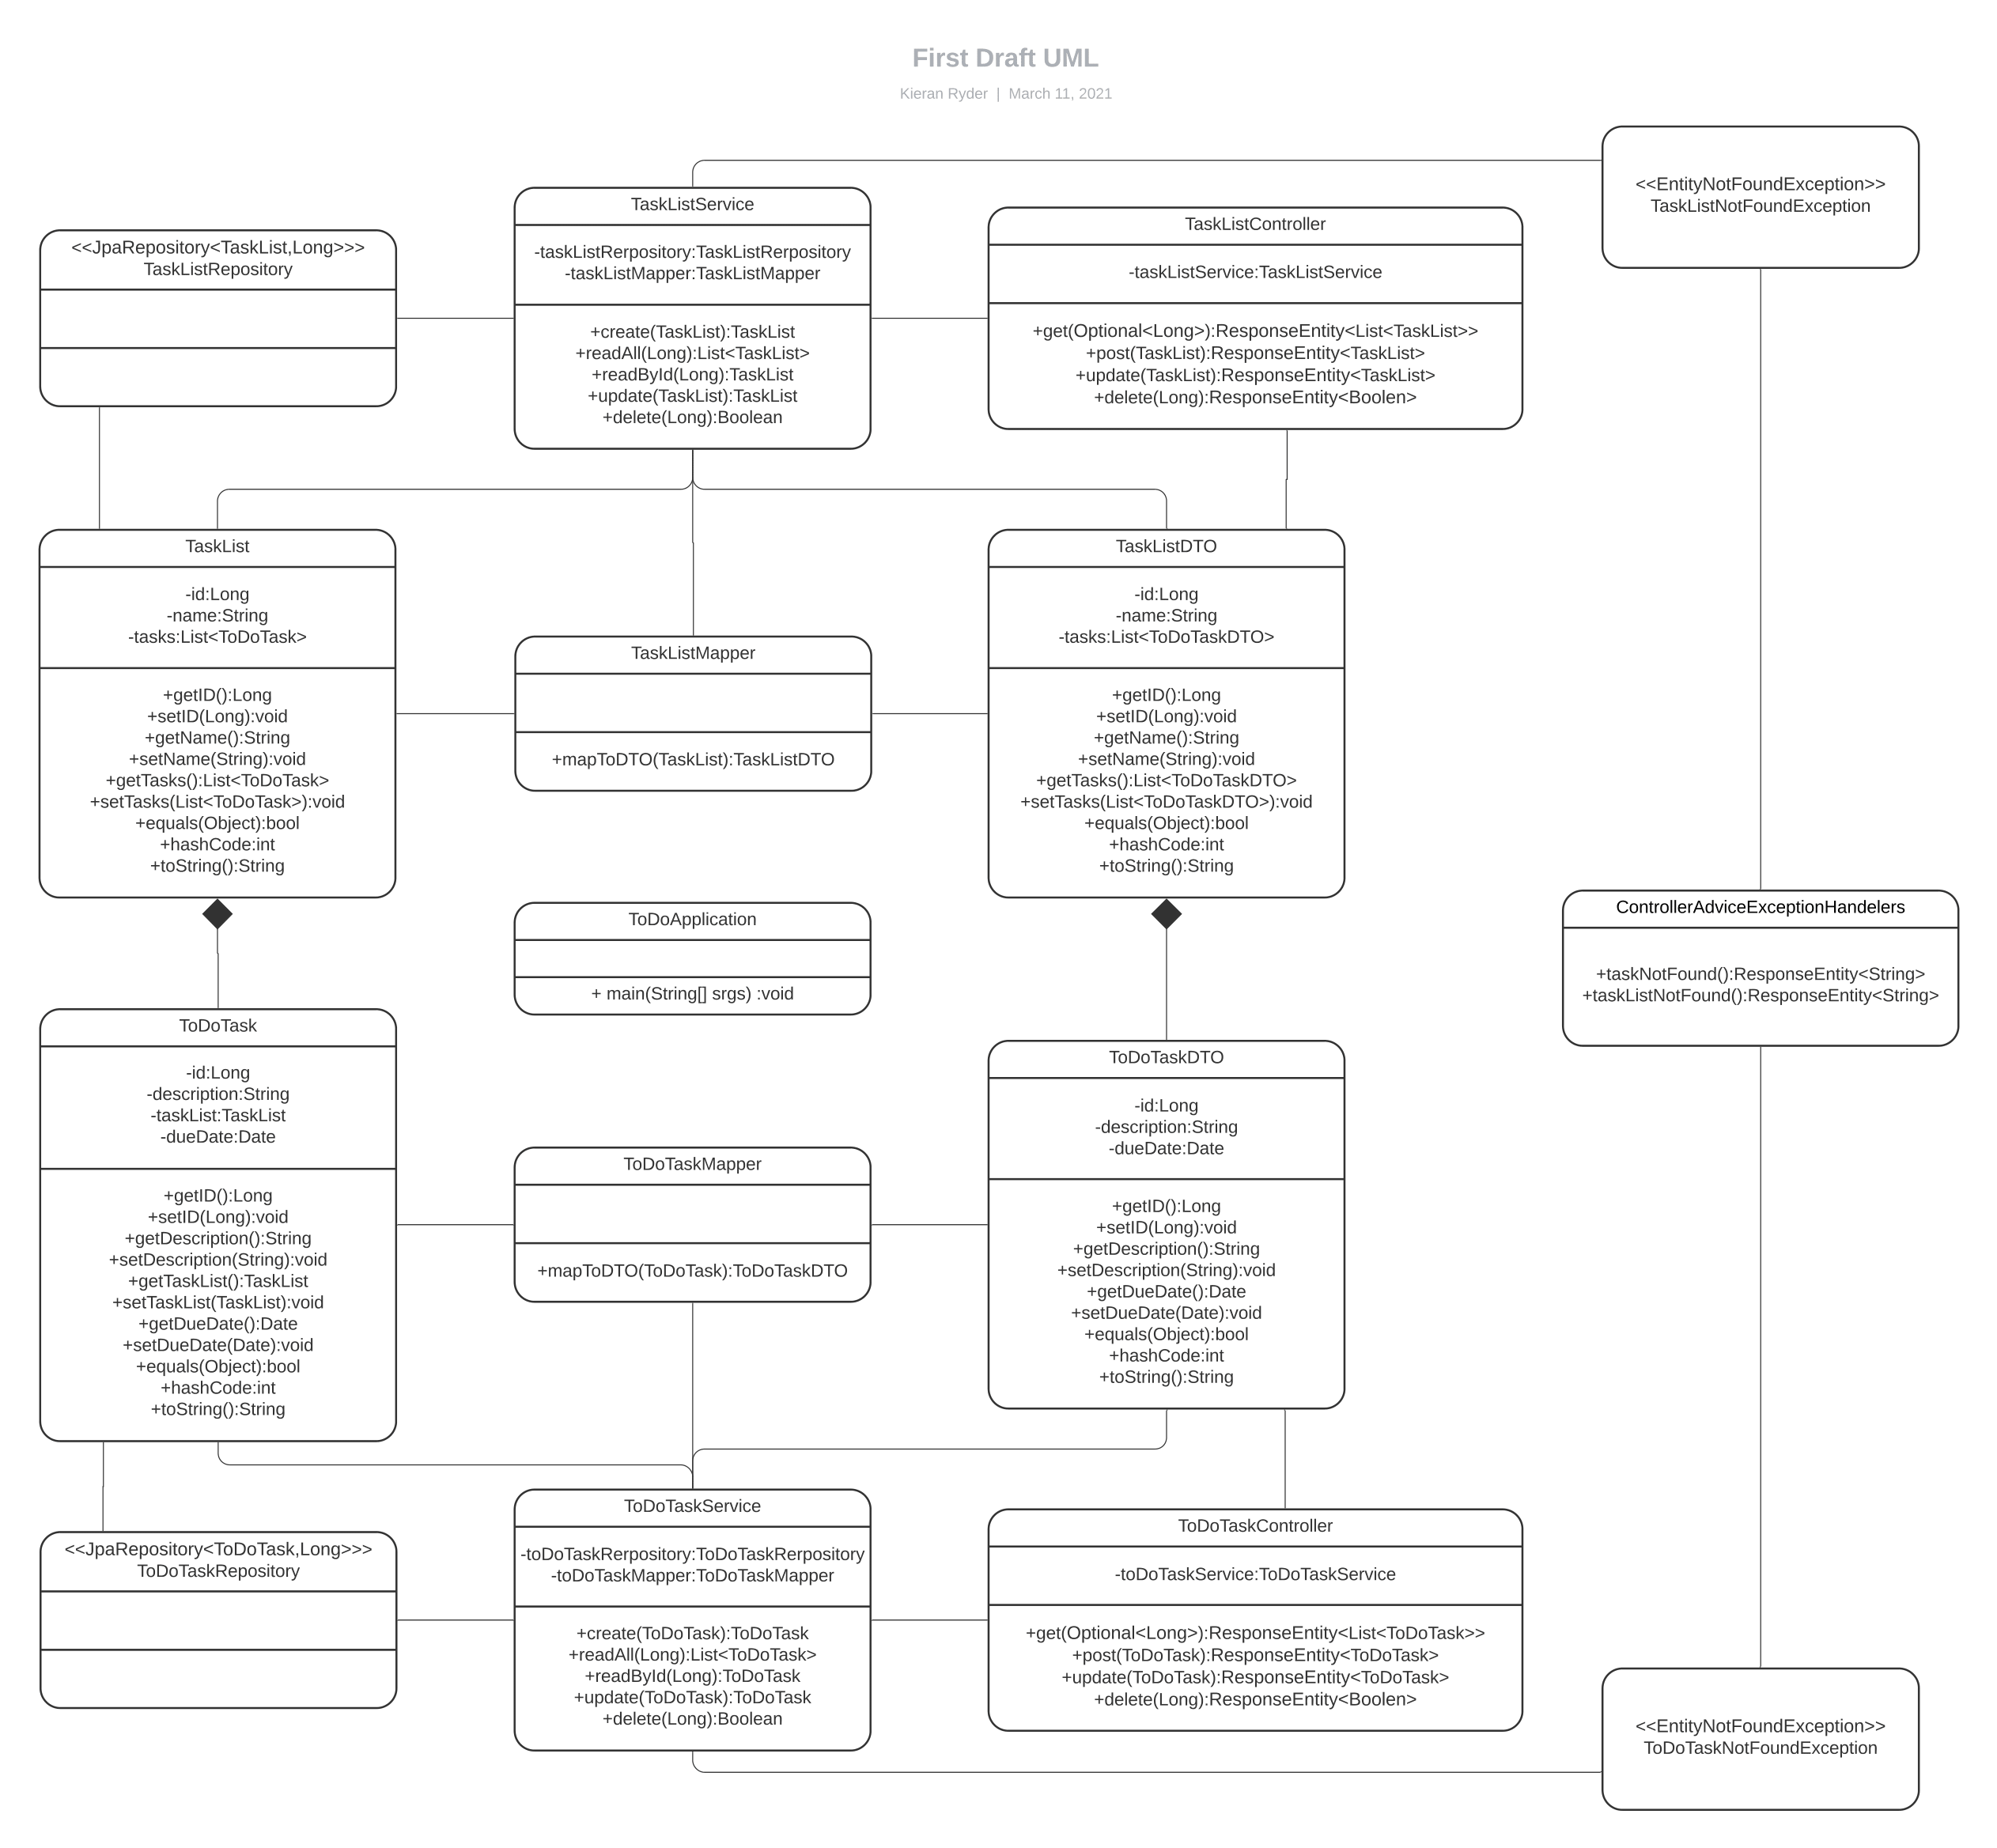 First Draft UML
Kieran Ryder | March 11, 2021
<<EntityNotFoundException>>
TaskListNotFoundException
TaskListService
-taskListRerpository:TaskListRerpository
-taskListMapper:TaskListMapper
+create(TaskList):TaskList
+readAll(Long):List<TaskList>
+readById(Long):TaskList
+update(TaskList):TaskList
+delete(Long):Boolean
TaskListController
-taskListService:TaskListService
+get(Optional<Long>):ResponseEntity<List<TaskList>>
+post(TaskList):ResponseEntity<TaskList>
+update(TaskList):ResponseEntity<TaskList>
+delete(Long):ResponseEntity<Boolen>
<<JpaRepository<TaskList,Long>>>
TaskListRepository
TaskList
-id:Long
-name:String
-tasks:List<ToDoTask>
+getID():Long
+setID(Long):void
+getName():String
+setName(String):void
+getTasks():List<ToDoTask>
+setTasks(List<ToDoTask>):void
+equals(Object):bool
+hashCode:int
+toString():String
TaskListMapper
+mapToDTO(TaskList):TaskListDTO
TaskListDTO
-id:Long
-name:String
-tasks:List<ToDoTaskDTO>
+getID():Long
+setID(Long):void
+getName():String
+setName(String):void
+getTasks():List<ToDoTaskDTO>
+setTasks(List<ToDoTaskDTO>):void
+equals(Object):bool
+hashCode:int
+toString():String
ToDoApplication
+ main(String[] srgs) :void
ControllerAdviceExceptionHandelers
+taskNotFound():ResponseEntity<String>
+taskListNotFound():ResponseEntity<String>
ToDoTask
-id:Long
-description:String
-taskList:TaskList
-dueDate:Date
+getID():Long
+setID(Long):void
+getDescription():String
+setDescription(String):void
+getTaskList():TaskList
+setTaskList(TaskList):void
+getDueDate():Date
+setDueDate(Date):void
+equals(Object):bool
+hashCode:int
+toString():String
ToDoTaskMapper
+mapToDTO(ToDoTask):ToDoTaskDTO
ToDoTaskDTO
-id:Long
-description:String
-dueDate:Date
+getID():Long
+setID(Long):void
+getDescription():String
+setDescription(String):void
+getDueDate():Date
+setDueDate(Date):void
+equals(Object):bool
+hashCode:int
+toString():String
<<JpaRepository<ToDoTask,Long>>>
ToDoTaskRepository
ToDoTaskService
-toDoTaskRerpository:ToDoTaskRerpository
-toDoTaskMapper:ToDoTaskMapper
+create(ToDoTask):ToDoTask
+readAll(Long):List<ToDoTask>
+readById(Long):ToDoTask
+update(ToDoTask):ToDoTask
+delete(Long):Boolean
ToDoTaskController
-toDoTaskService:ToDoTaskService
+get(Optional<Long>):ResponseEntity<List<ToDoTask>>
+post(ToDoTask):ResponseEntity<ToDoTask>
+update(ToDoTask):ResponseEntity<ToDoTask>
+delete(Long):ResponseEntity<Boolen>
<<EntityNotFoundException>>
ToDoTaskNotFoundException